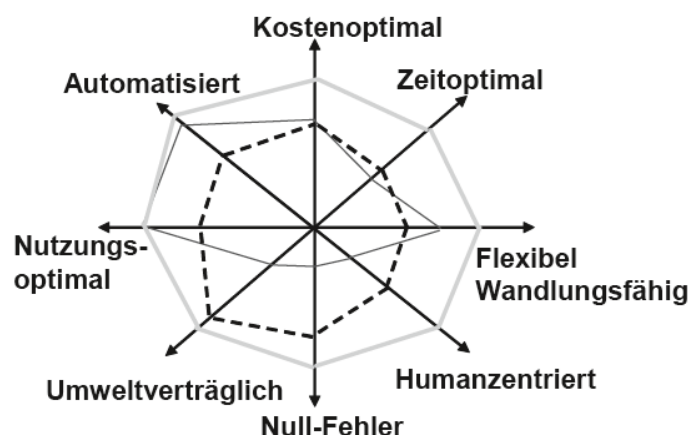 Kostenoptimal
Automatisiert
Zeitoptimal
Nutzungs-
optimal
Flexibel
Wandlungsfähig
Umweltverträglich
Humanzentriert
Null-Fehler